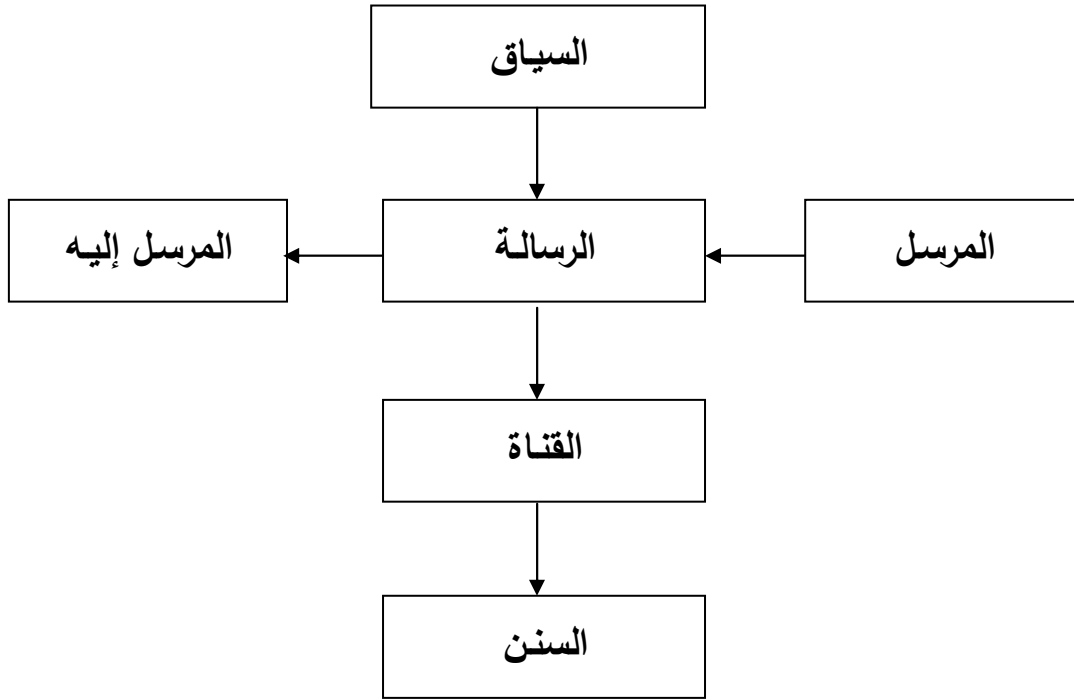 السياق
المرسل
الرسالة
المرسل إليه
القناة
السنن